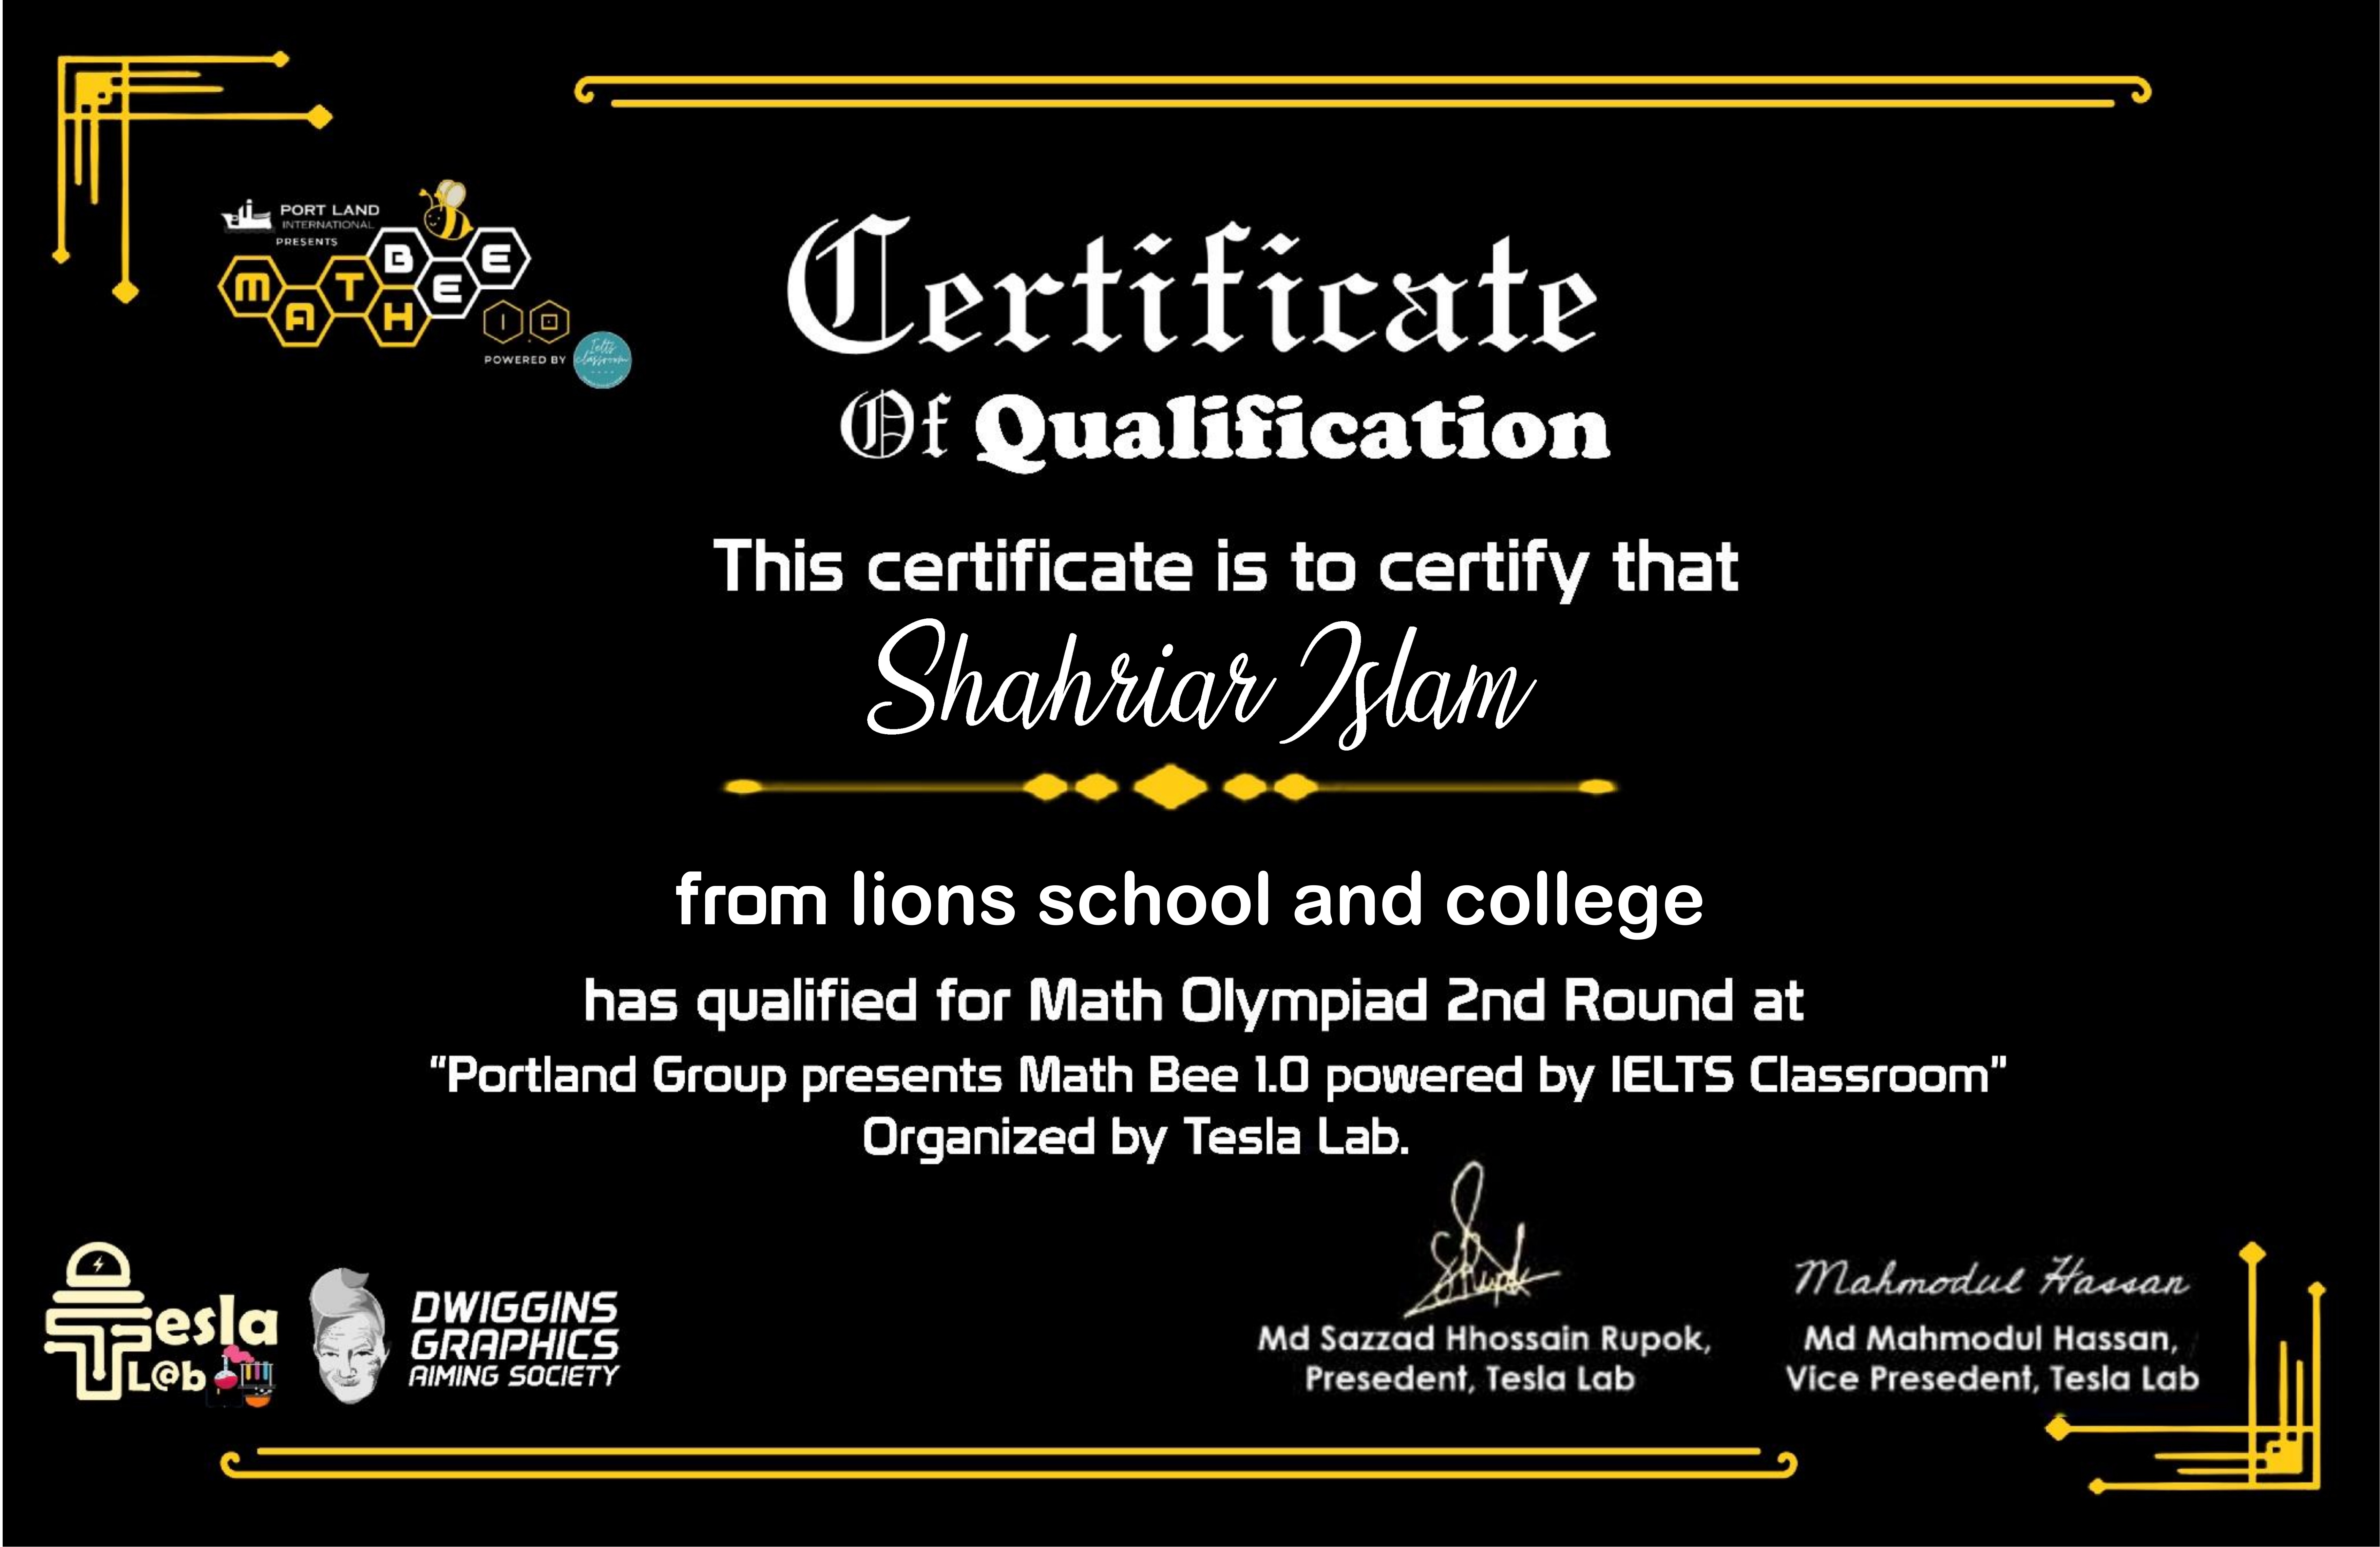 PORT LAND
INTERNATIONAL
PRESENTS
MATH BEE
1.0
POWERED BY
Ielts classroom
Certificate
Of Qualification
This certificate is to certify that
Shahriar Islam
from lions school and college
has qualified for Math Olympiad 2nd Round at
“Portland Group presents Math Bee 1.0 powered by IELTS Classroom”
Organized by Tesla Lab.
Tesla
L@b
DWIGGINS
GRAPHICS
AIMING SOCIETY
Mahmodul Hassan
Md Sazzad Hhossain Rupok,
Presedent, Tesla Lab
Md Mahmodul Hassan,
Vice Presedent, Tesla Lab